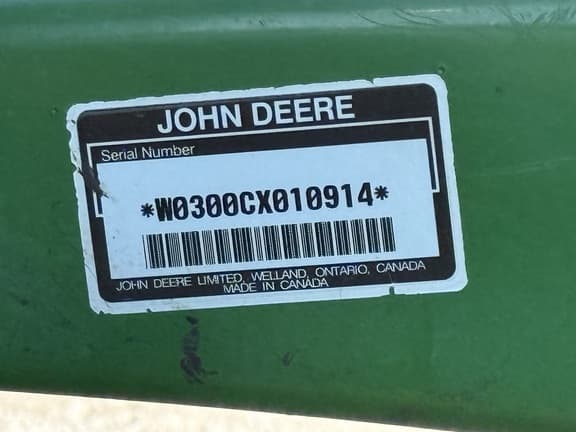 JOHN DEERE
Serial Number
*W0300CX010914*
JOHN DEERE LIMITED, WELLAND, ONTARIO, CANADA
MADE IN CANADA